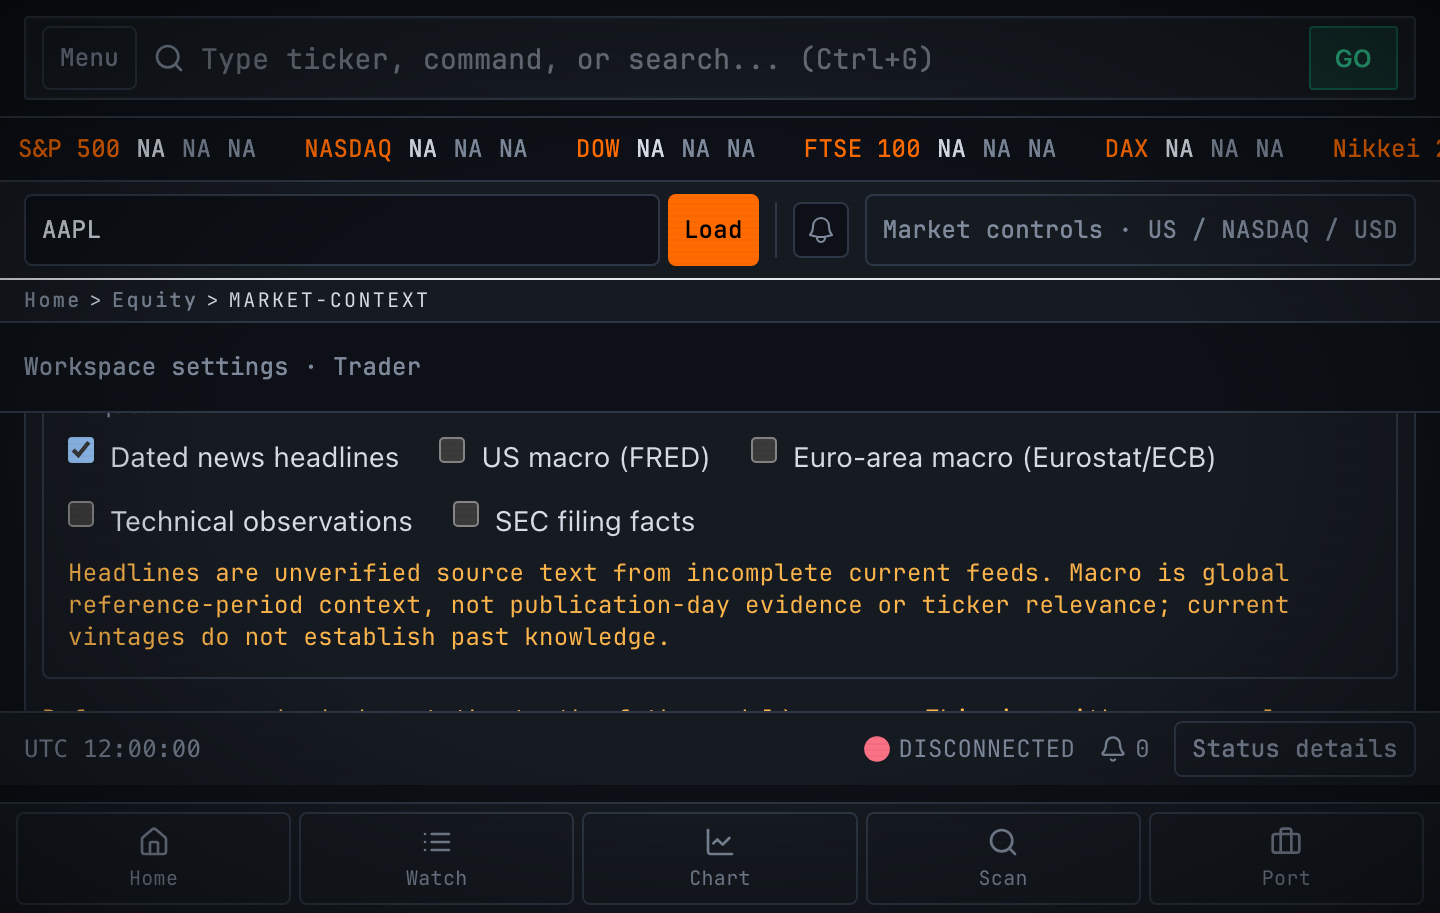 Menu Type ticker, command, or search... (Ctrl+G) GO
S&P 500 NA NA NA NASDAQ NA NA NA DOW NA NA NA FTSE 100 NA NA NA DAX NA NA NA Nikkei
AAPL Load Market controls · US / NASDAQ / USD
Home > Equity > MARKET-CONTEXT
Workspace settings · Trader
Dated news headlines US macro (FRED) Euro-area macro (Eurostat/ECB)
Technical observations SEC filing facts
Headlines are unverified source text from incomplete current feeds. Macro is global
reference-period context, not publication-day evidence or ticker relevance; current
vintages do not establish past knowledge.
UTC 12:00:00 DISCONNECTED 0 Status details
Home Watch Chart Scan Port